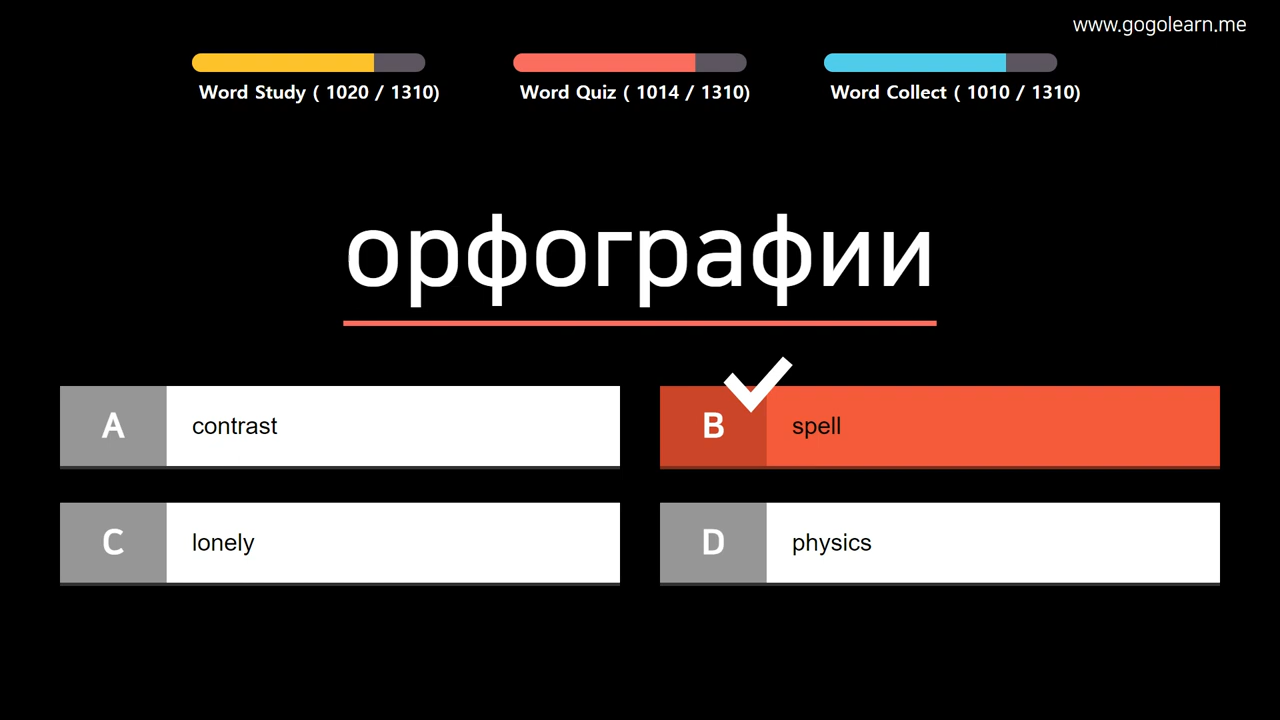 www.gogolearn.me
Word Study ( 1020 / 1310)
Word Quiz ( 1014 / 1310)
Word Collect ( 1010 / 1310)
орфографии
A contrast
B spell
C lonely
D physics